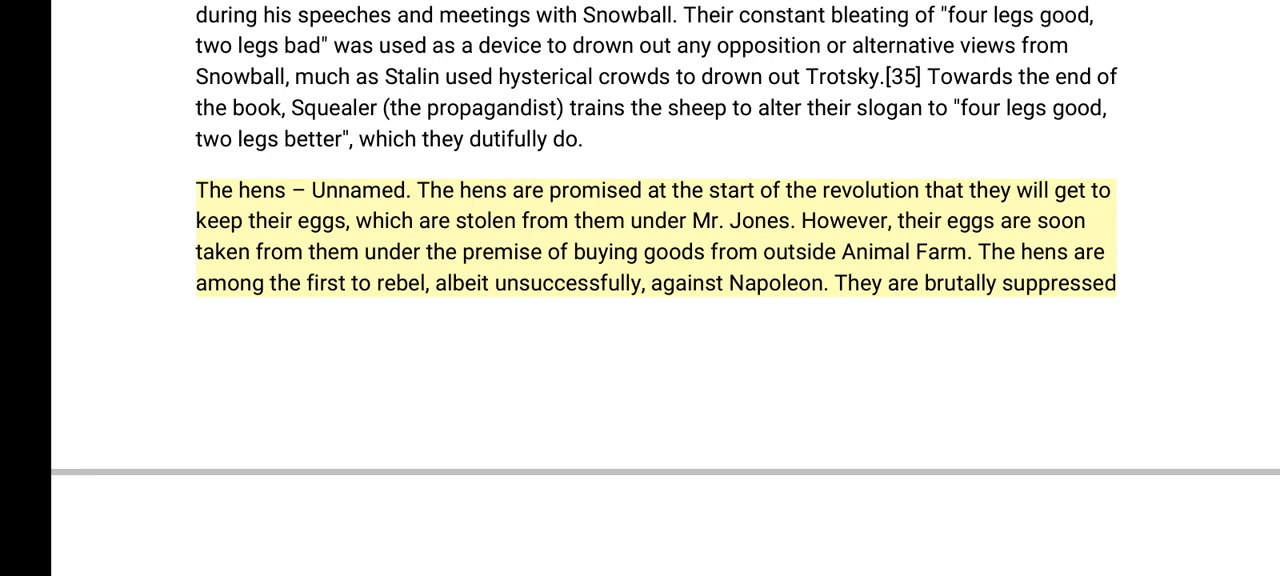 during his speeches and meetings with Snowball. Their constant bleating of "four legs good,
two legs bad" was used as a device to drown out any opposition or alternative views from
Snowball, much as Stalin used hysterical crowds to drown out Trotsky.[35] Towards the end of
the book, Squealer (the propagandist) trains the sheep to alter their slogan to "four legs good,
two legs better", which they dutifully do.
The hens – Unnamed. The hens are promised at the start of the revolution that they will get to
keep their eggs, which are stolen from them under Mr. Jones. However, their eggs are soon
taken from them under the premise of buying goods from outside Animal Farm. The hens are
among the first to rebel, albeit unsuccessfully, against Napoleon. They are brutally suppressed